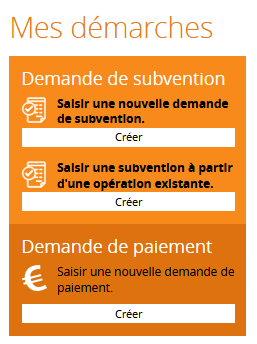 Mes démarches
Demande de subvention
Saisir une nouvelle demande
de subvention.
Créer
Saisir une subvention à partir
d'une opération existante.
Créer
Demande de paiement
Saisir une nouvelle demande de
paiement.
Créer